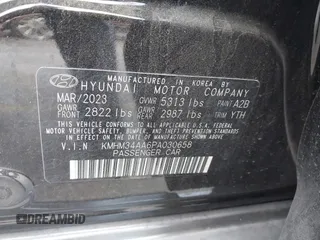 MANUFACTURED IN KOREA BY
HYUNDAI MOTOR COMPANY
MAR/2023 GVWR 5313 lbs PAINT A2B
GAWR FRONT 2822 lbs GAWR REAR 2987 lbs TRIM YTH
THIS VEHICLE CONFORMS TO ALL APPLICABLE
U.S. FEDERAL MOTOR VEHICLE SAFETY, BUMPER,
AND THEFT PREVENTION STANDARDS IN EFFECT
ON THE DATE OF MANUFACTURE SHOWN ABOVE.
V.I.N KMHM34AA6PA030658
PASSENGER CAR
AUTOBIDMASTER